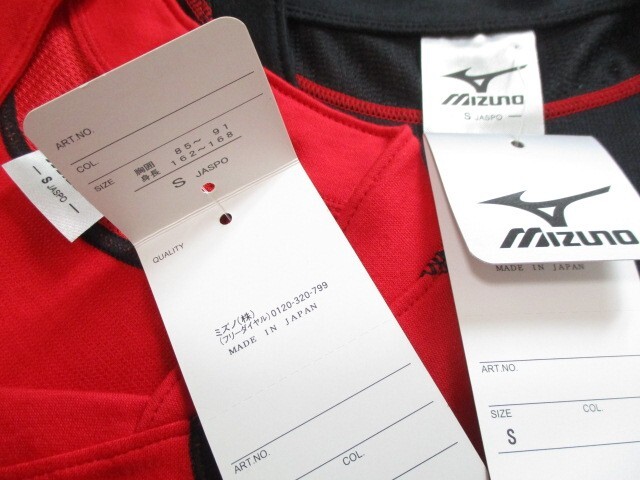 ART.NO.
COL.
SIZE
胸囲 85～ 91
身長 162～168
S JASPO
QUALITY
ミズノ(株)
(フリーダイヤル)0120-320-799
MADE IN JAPAN
ART.NO.
COL.
S JASPO
MIZUNO
S JASPO
MIZUNO
MADE IN JAPAN
ART.NO.
SIZE
COL.
S